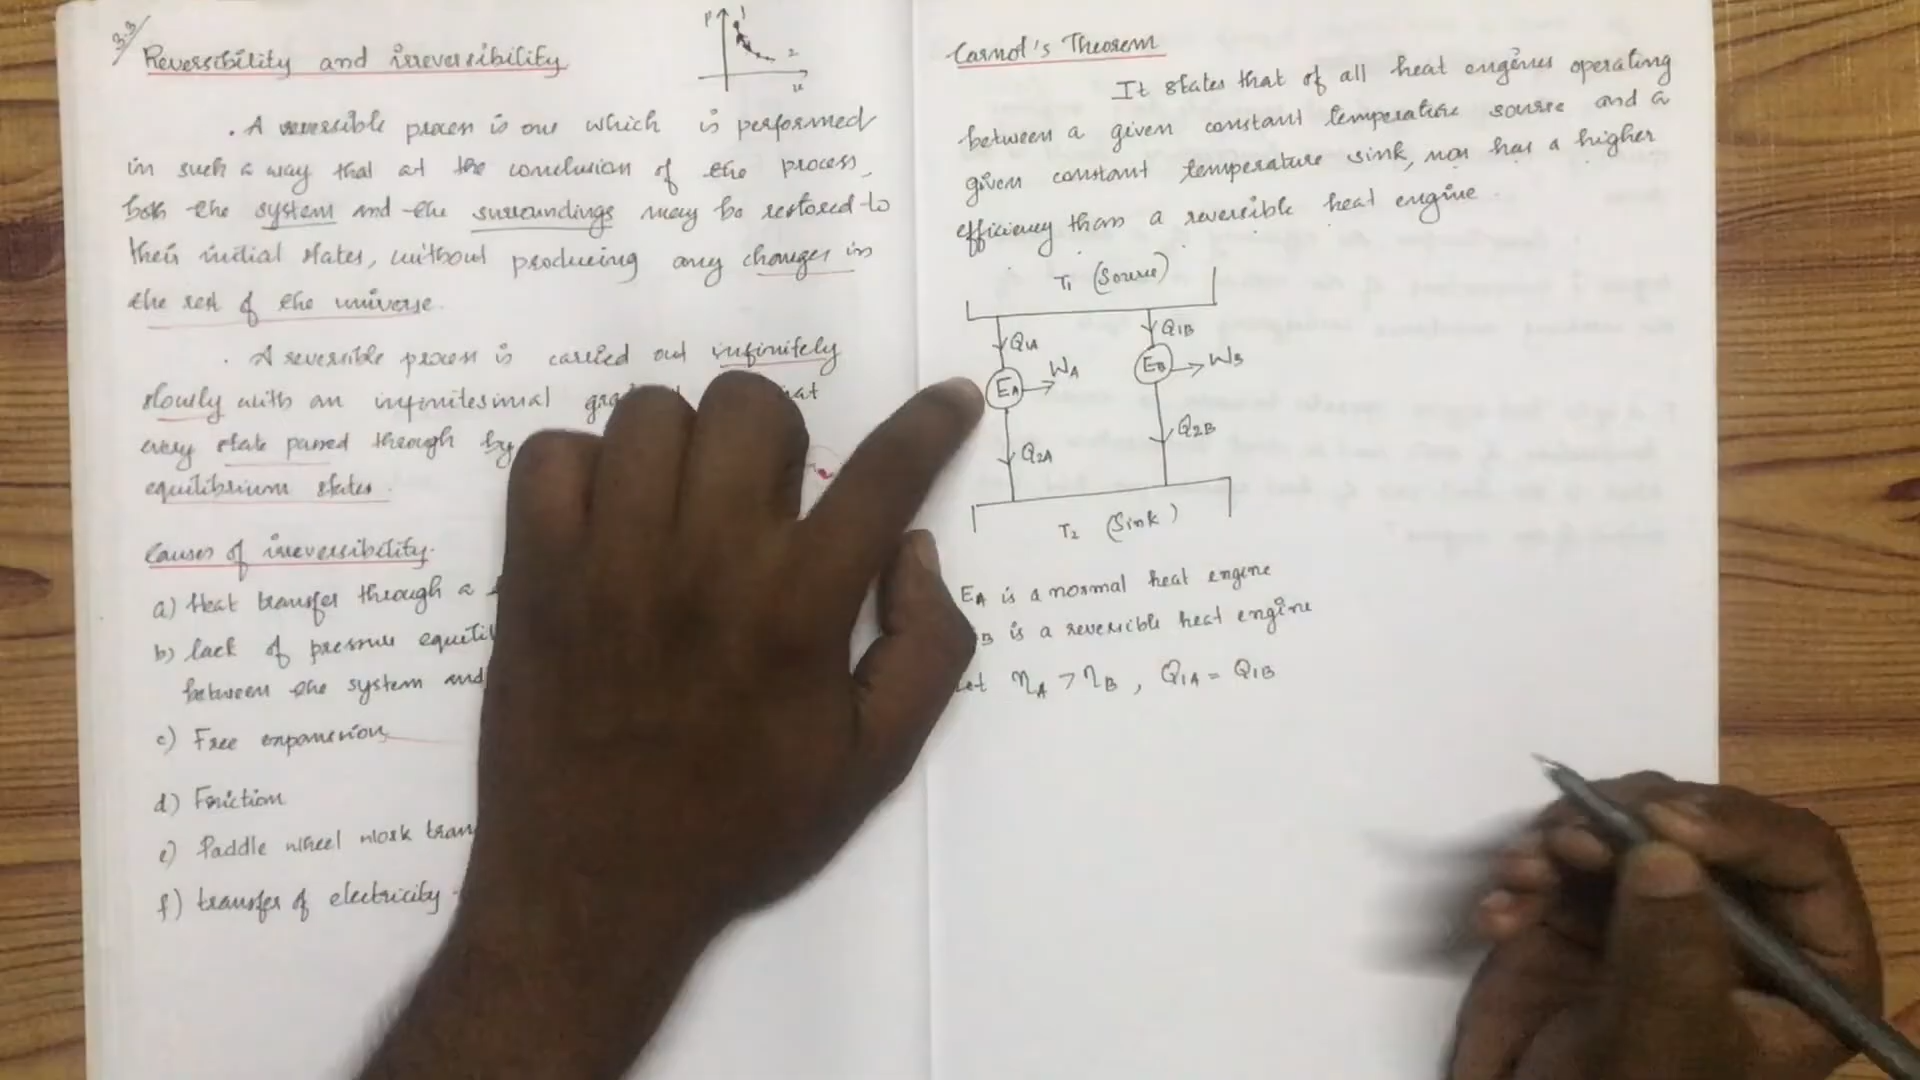 3.3
Reversibility and irreversibility
P
1
2
v
. A reversible process is one which is performed
in such a way that at the conclusion of the process,
both the system and the surroundings may be restored to
their initial states, without producing any changes in
the rest of the universe.
. A reversible process is carried out infinitely
slowly with an infinitesimal
every state passed through by
equilibrium states.
Causes of irreversibility.
a) Heat transfer through a
b) lack of pressure
between the system and
c) Free expansion
d) Friction
e) Paddle wheel work
f) transfer of electricity
Carnot's Theorem
It states that of all heat engines operating
between a given constant temperature source and a
given constant temperature sink, non has a higher
efficiency than a reversible heat engine.
T1 (Source)
Q1A
Q1B
EA
WA
EB
WB
Q2A
Q2B
T2 (Sink)
EA is a normal heat engine
B is a reversible heat engine
ηA > ηB , Q1A = Q1B